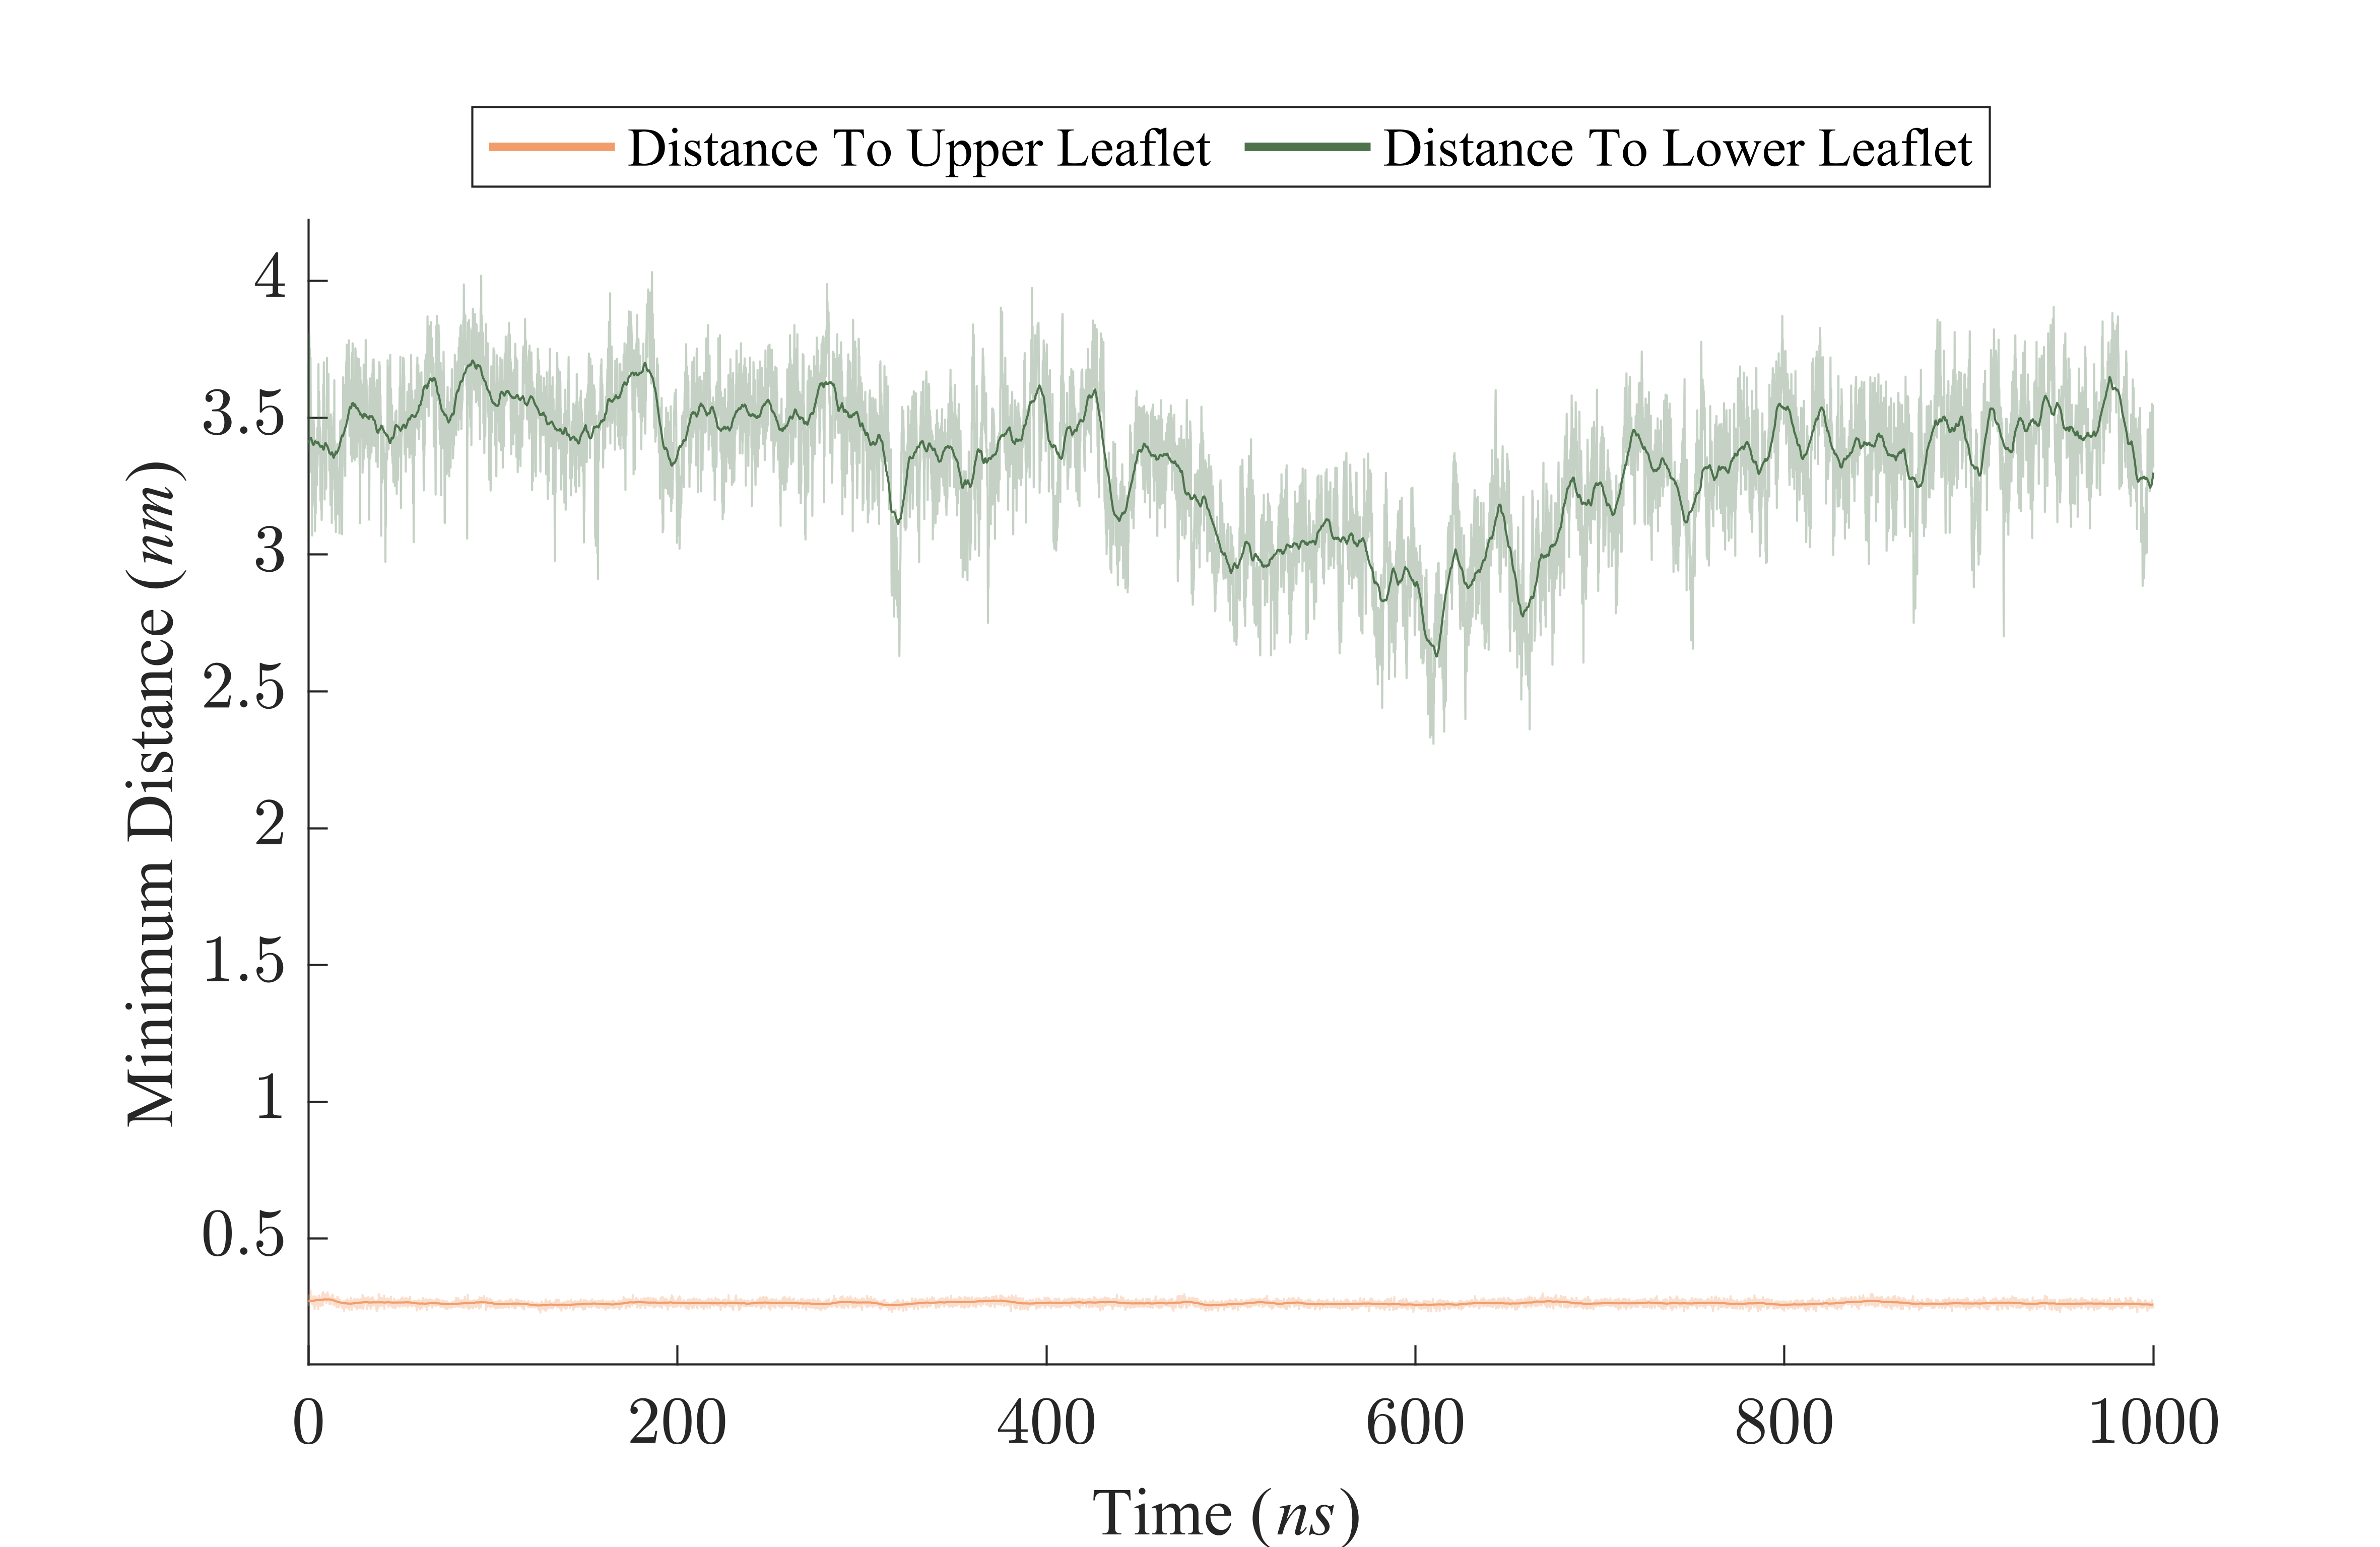 Distance To Upper Leaflet Distance To Lower Leaflet
Minimum Distance (nm)
4
3.5
3
2.5
2
1.5
1
0.5
0 200 400 600 800 1000
Time (ns)